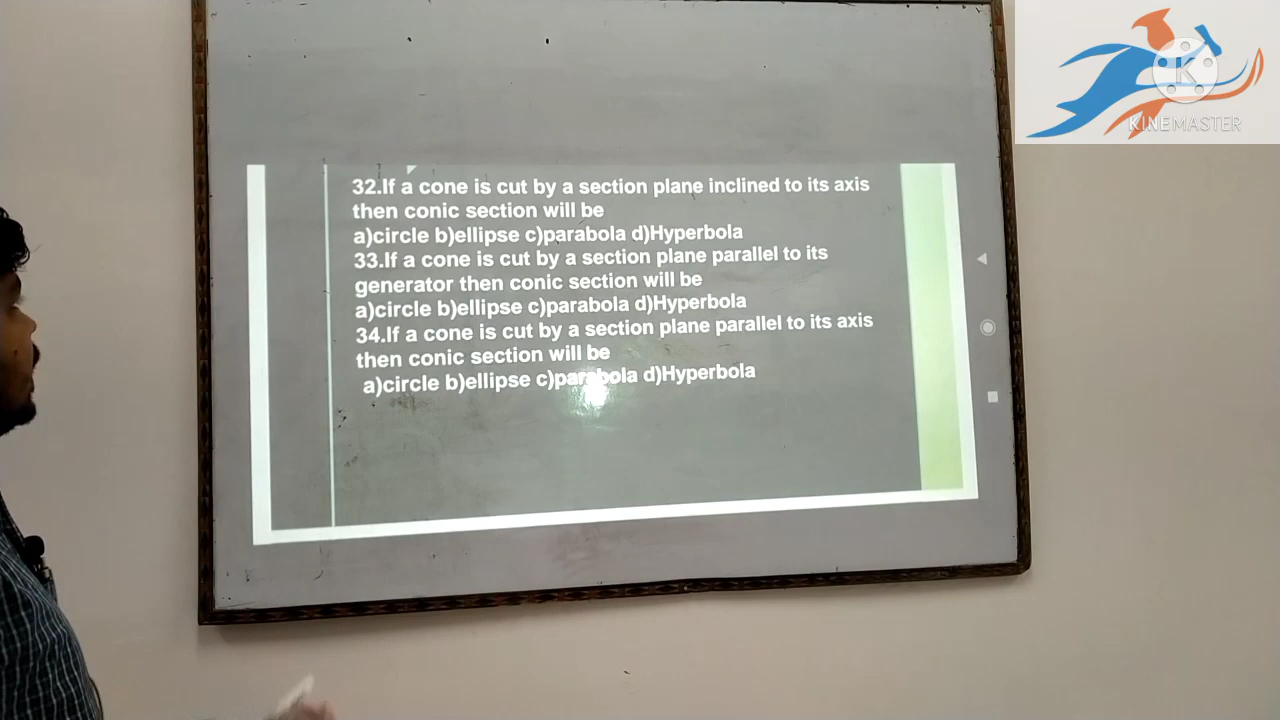 32.If a cone is cut by a section plane inclined to its axis
then conic section will be
a)circle b)ellipse c)parabola d)Hyperbola
33.If a cone is cut by a section plane parallel to its
generator then conic section will be
a)circle b)ellipse c)parabola d)Hyperbola
34.If a cone is cut by a section plane parallel to its axis
then conic section will be
a)circle b)ellipse c)parabola d)Hyperbola
K
KINEMASTER